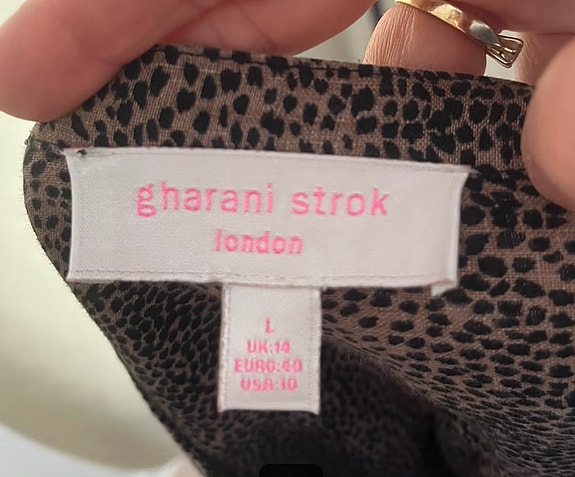 gharani strok
london
L
UK:14
EURO:40
USA:10